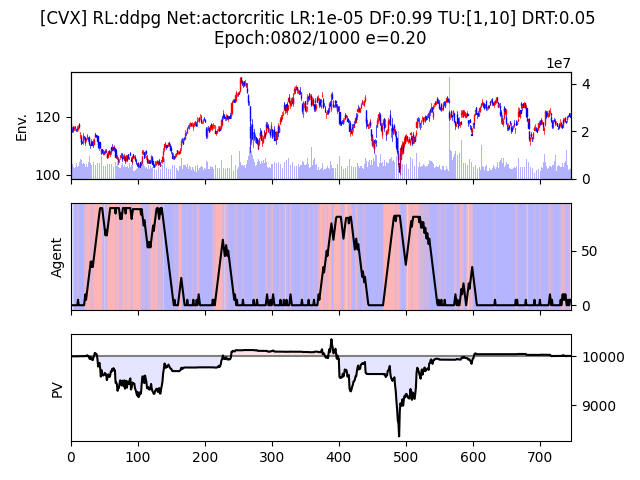 [CVX] RL:ddpg Net:actorcritic LR:1e-05 DF:0.99 TU:[1,10] DRT:0.05
Epoch:0802/1000 e=0.20
1e7
Env.
120
100
4
2
0
Agent
50
0
PV
10000
9000
0 100 200 300 400 500 600 700